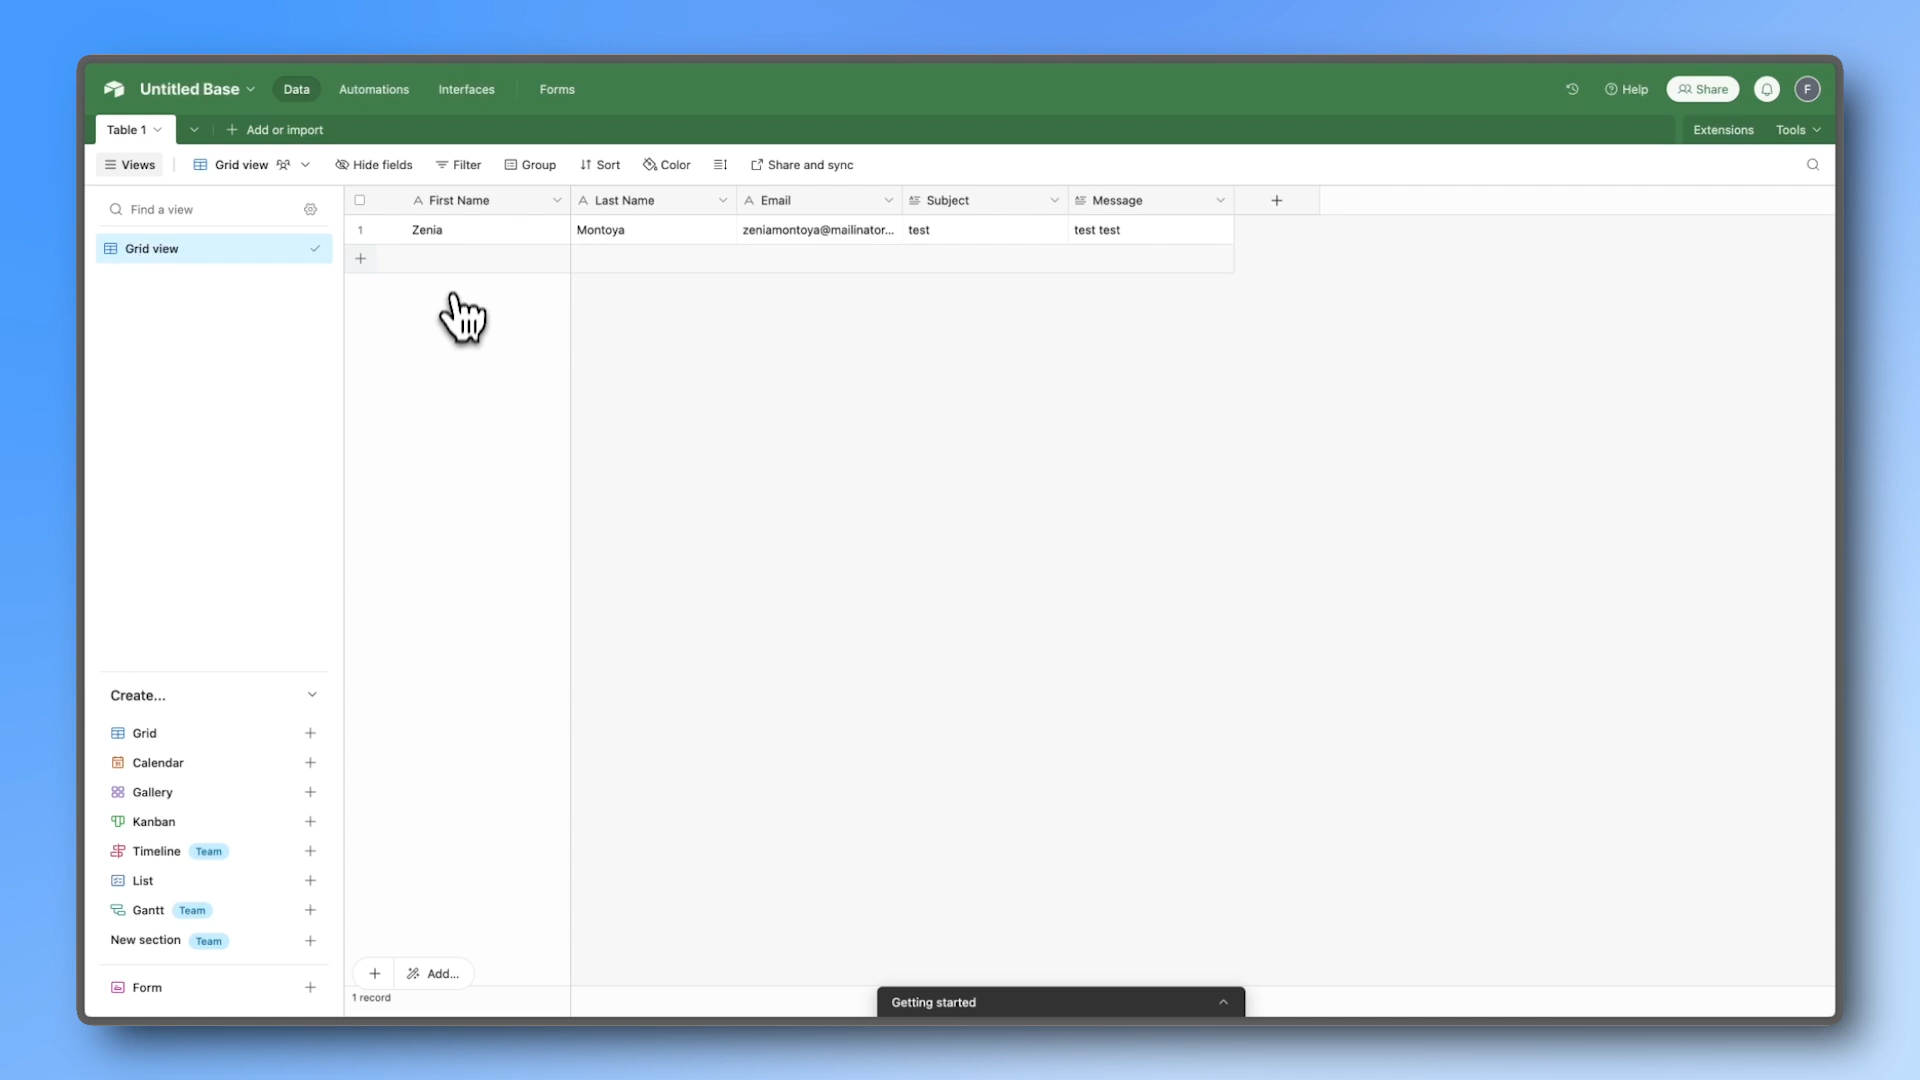 Untitled Base
Data
Automations
Interfaces
Forms
Help
Share
F
Table 1
Add or import
Extensions
Tools
Views
Grid view
Hide fields
Filter
Group
Sort
Color
Share and sync
Find a view
First Name
Last Name
Email
Subject
Message
1
Zenia
Montoya
zeniamontoya@mailinator...
test
test test
Grid view
Create...
Grid
Calendar
Gallery
Kanban
Timeline Team
List
Gantt Team
New section Team
Form
Add...
1 record
Getting started